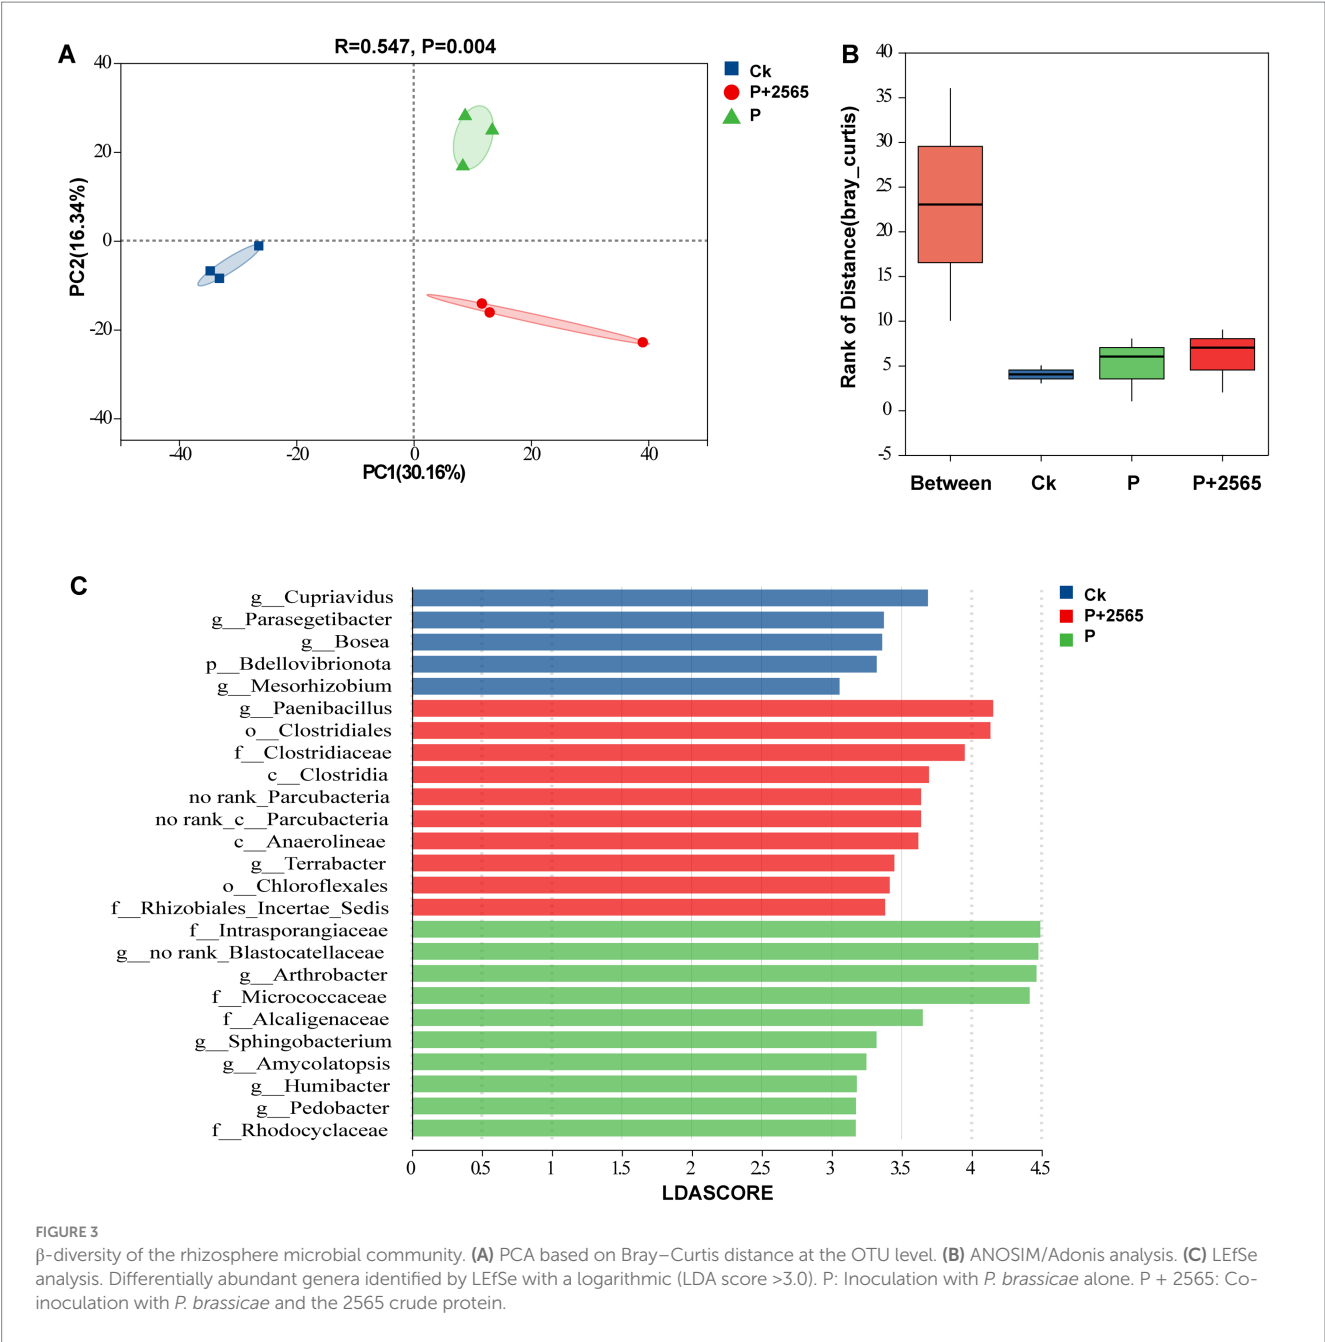 A
R=0.547, P=0.004
40
20
0
-20
-40
PC2(16.34%)
-40
-20
0
20
40
PC1(30.16%)
Ck
P+2565
P
B
40
35
30
25
20
15
10
5
0
-5
Rank of Distance(bray_curtis)
Between
Ck
P
P+2565
C
g__Cupriavidus
g__Parasegetibacter
g__Bosea
p__Bdellovibrionota
g__Mesorhizobium
g__Paenibacillus
o__Clostridiales
f__Clostridiaceae
c__Clostridia
no rank_Parcubacteria
no rank_c__Parcubacteria
c__Anaerolineae
g__Terrabacter
o__Chloroflexales
f__Rhizobiales_Incertae_Sedis
f__Intrasporangiaceae
g__no rank_Blastocatellaceae
g__Arthrobacter
f__Micrococcaceae
f__Alcaligenaceae
g__Sphingobacterium
g__Amycolatopsis
g__Humibacter
g__Pedobacter
f__Rhodocyclaceae
0
0.5
1
1.5
2
2.5
3
3.5
4
4.5
LDASCORE
Ck
P+2565
P
FIGURE 3
β-diversity of the rhizosphere microbial community. (A) PCA based on Bray–Curtis distance at the OTU level. (B) ANOSIM/Adonis analysis. (C) LEfSe
analysis. Differentially abundant genera identified by LEfSe with a logarithmic (LDA score >3.0). P: Inoculation with P. brassicae alone. P + 2565: Co-
inoculation with P. brassicae and the 2565 crude protein.